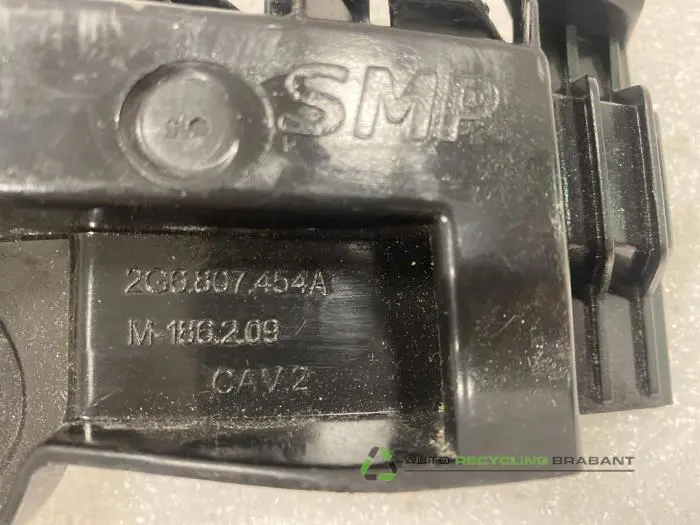 SMP
2G6.807.454A
M-186.2.09
CAV.2
AUTO RECYCLING BRABANT